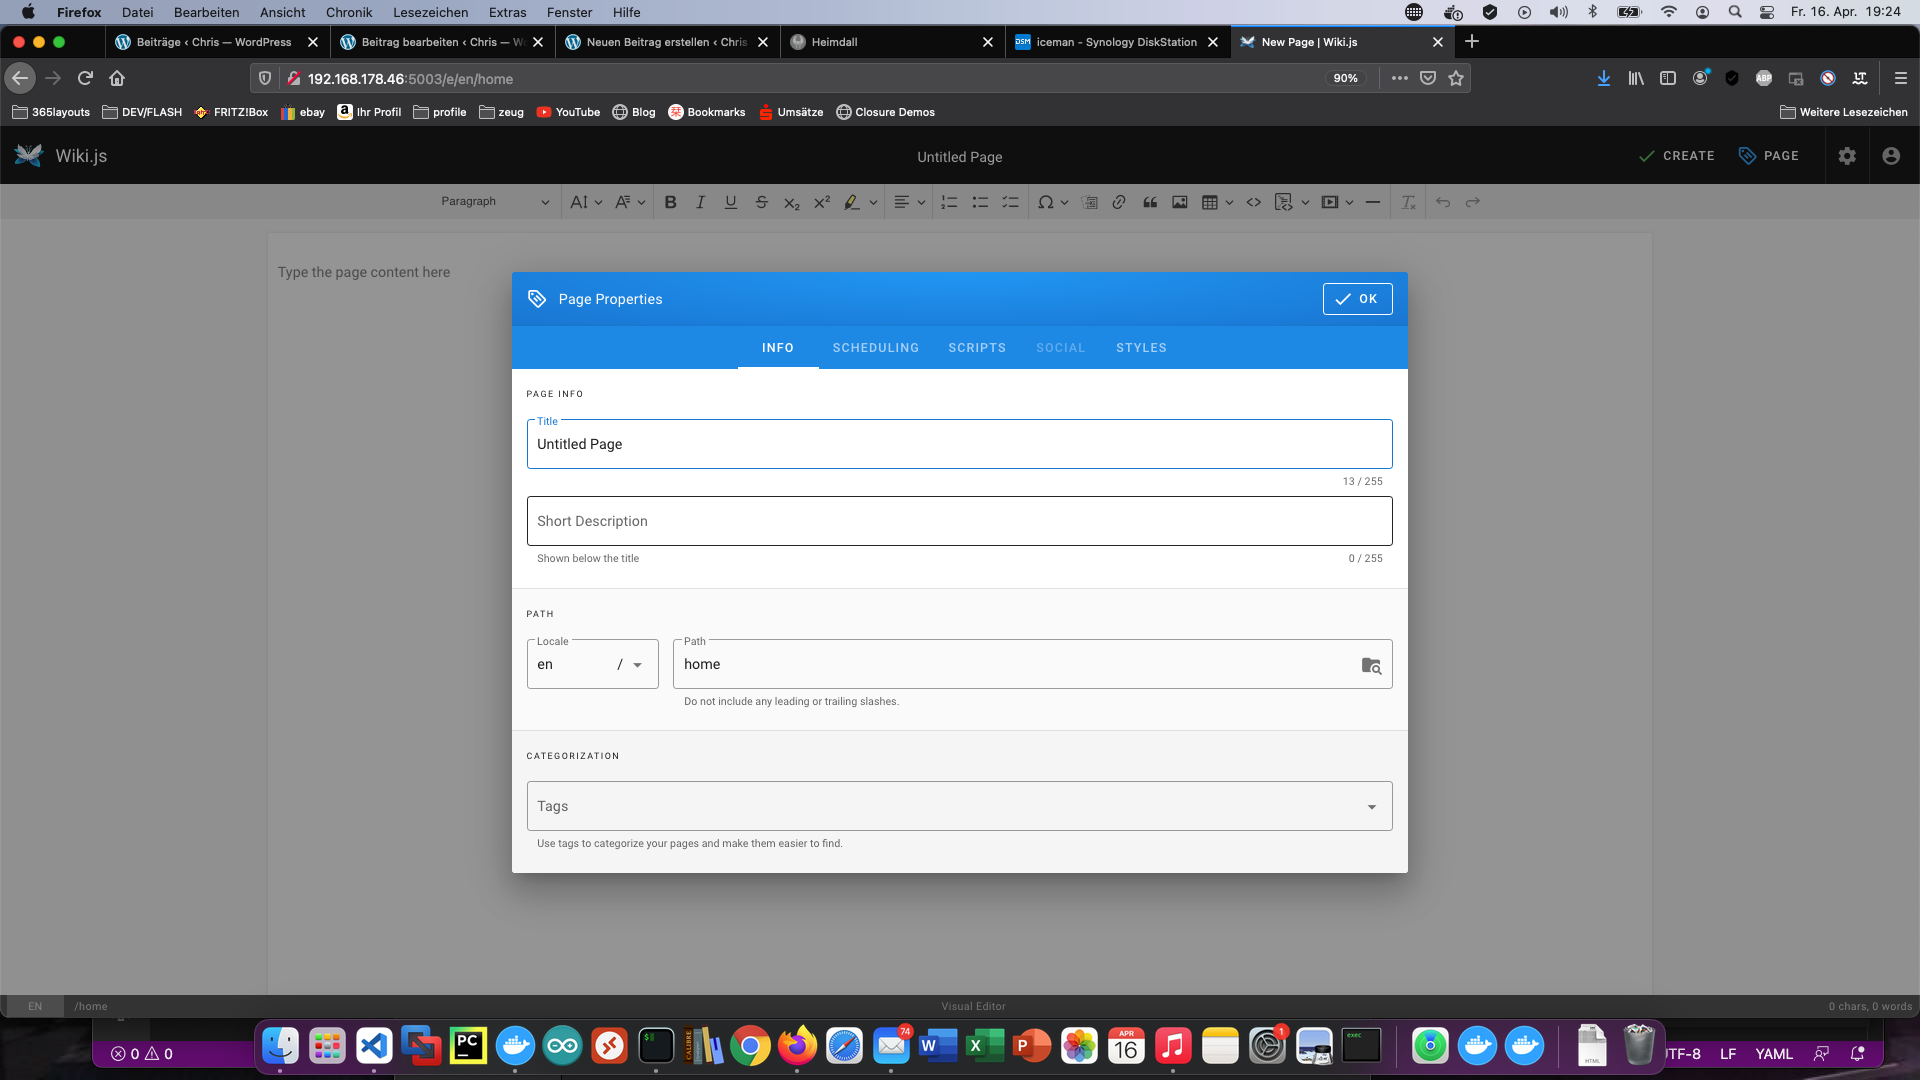 Firefox Datei Bearbeiten Ansicht Chronik Lesezeichen Extras Fenster Hilfe Fr. 16. Apr. 19:24
Beiträge ‹ Chris — WordPress Beitrag bearbeiten ‹ Chris — Wo Neuen Beitrag erstellen ‹ Chris Heimdall DSM iceman - Synology DiskStation New Page | Wiki.js
192.168.178.46:5003/e/en/home 90% ABP
365layouts DEV/FLASH FRITZ!Box ebay Ihr Profil profile zeug YouTube Blog Bookmarks Umsätze Closure Demos Weitere Lesezeichen
Wiki.js Untitled Page CREATE PAGE
Paragraph
Type the page content here
Page Properties OK
INFO SCHEDULING SCRIPTS SOCIAL STYLES
PAGE INFO
Title
Untitled Page
13 / 255
Short Description
Shown below the title 0 / 255
PATH
Locale Path
en / home
Do not include any leading or trailing slashes.
CATEGORIZATION
Tags
Use tags to categorize your pages and make them easier to find.
EN /home Visual Editor 0 chars, 0 words
0 0 PC CALIBRE 74 W X P APR 16 1 exec HTML UTF-8 LF YAML